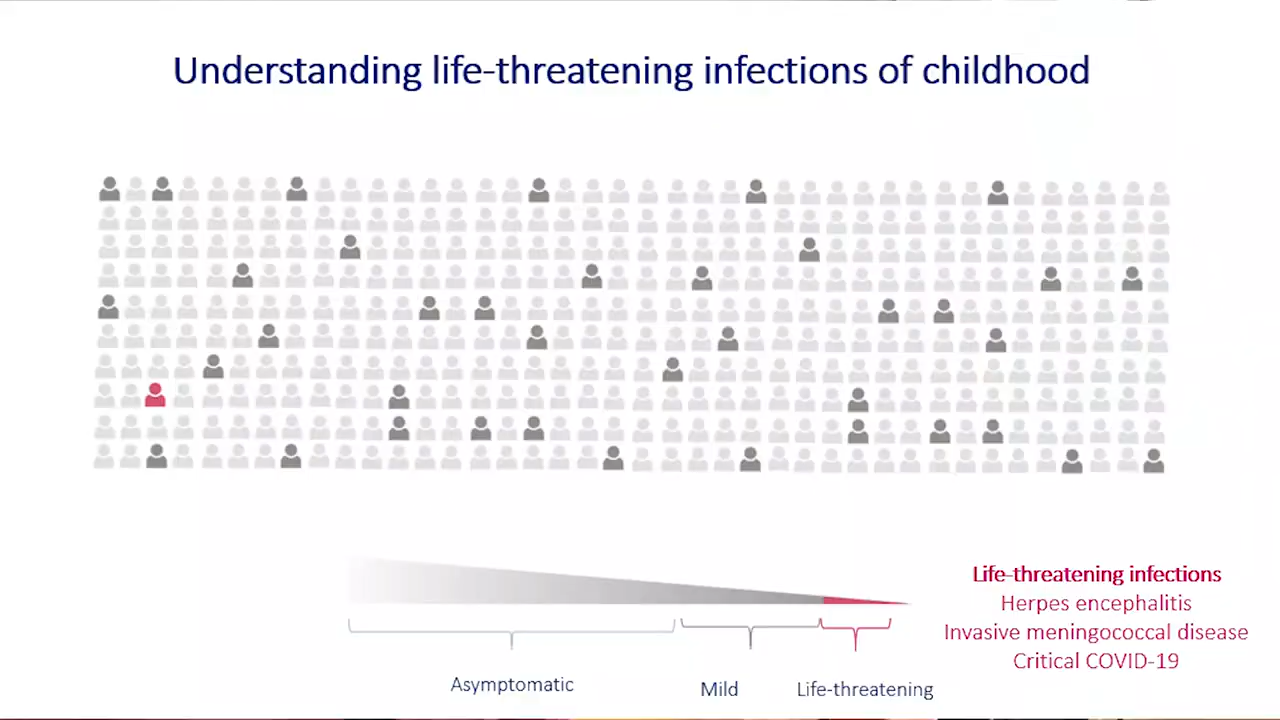 Understanding life-threatening infections of childhood
Life-threatening infections
Herpes encephalitis
Invasive meningococcal disease
Critical COVID-19
Asymptomatic
Mild
Life-threatening